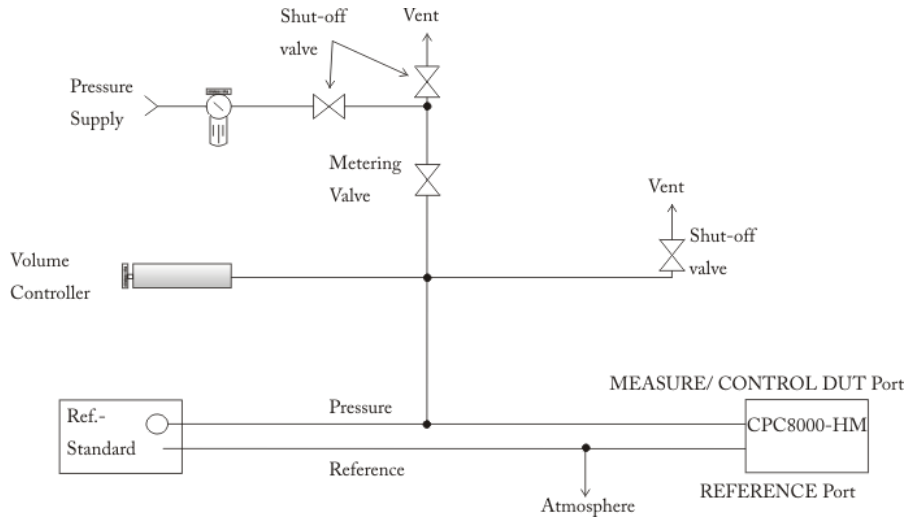 Shut-off
valve
Vent
Pressure
Supply
Metering
Valve
Vent
Shut-off
valve
Volume
Controller
MEASURE/ CONTROL DUT Port
Ref.-
Standard
Pressure
CPC8000-HM
Reference
REFERENCE Port
Atmosphere